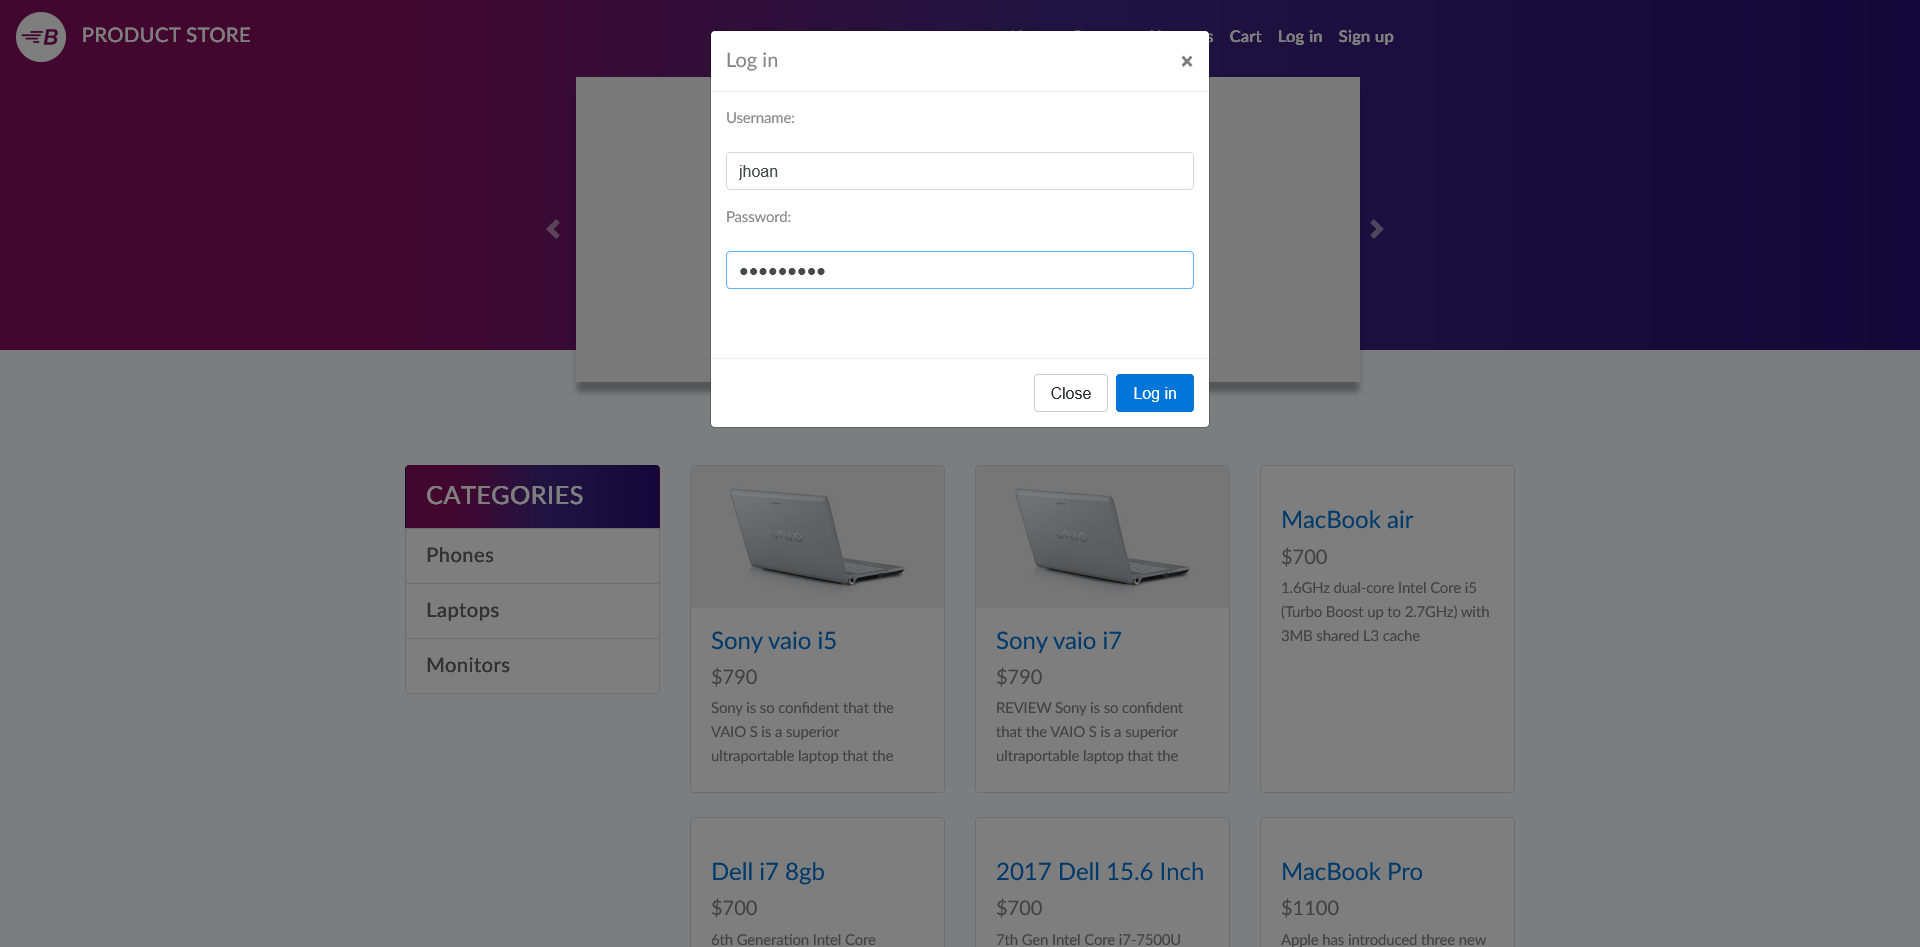 PRODUCT STORE
Cart
Log in
Sign up
Log in
×
Username:
jhoan
Password:
•••••••••
Close
Log in
CATEGORIES
Phones
Laptops
Monitors
VAIO
Sony vaio i5
$790
Sony is so confident that the
VAIO S is a superior
ultraportable laptop that the
VAIO
Sony vaio i7
$790
REVIEW Sony is so confident
that the VAIO S is a superior
ultraportable laptop that the
MacBook air
$700
1.6GHz dual-core Intel Core i5
(Turbo Boost up to 2.7GHz) with
3MB shared L3 cache
Dell i7 8gb
$700
6th Generation Intel Core
2017 Dell 15.6 Inch
$700
7th Gen Intel Core i7-7500U
MacBook Pro
$1100
Apple has introduced three new